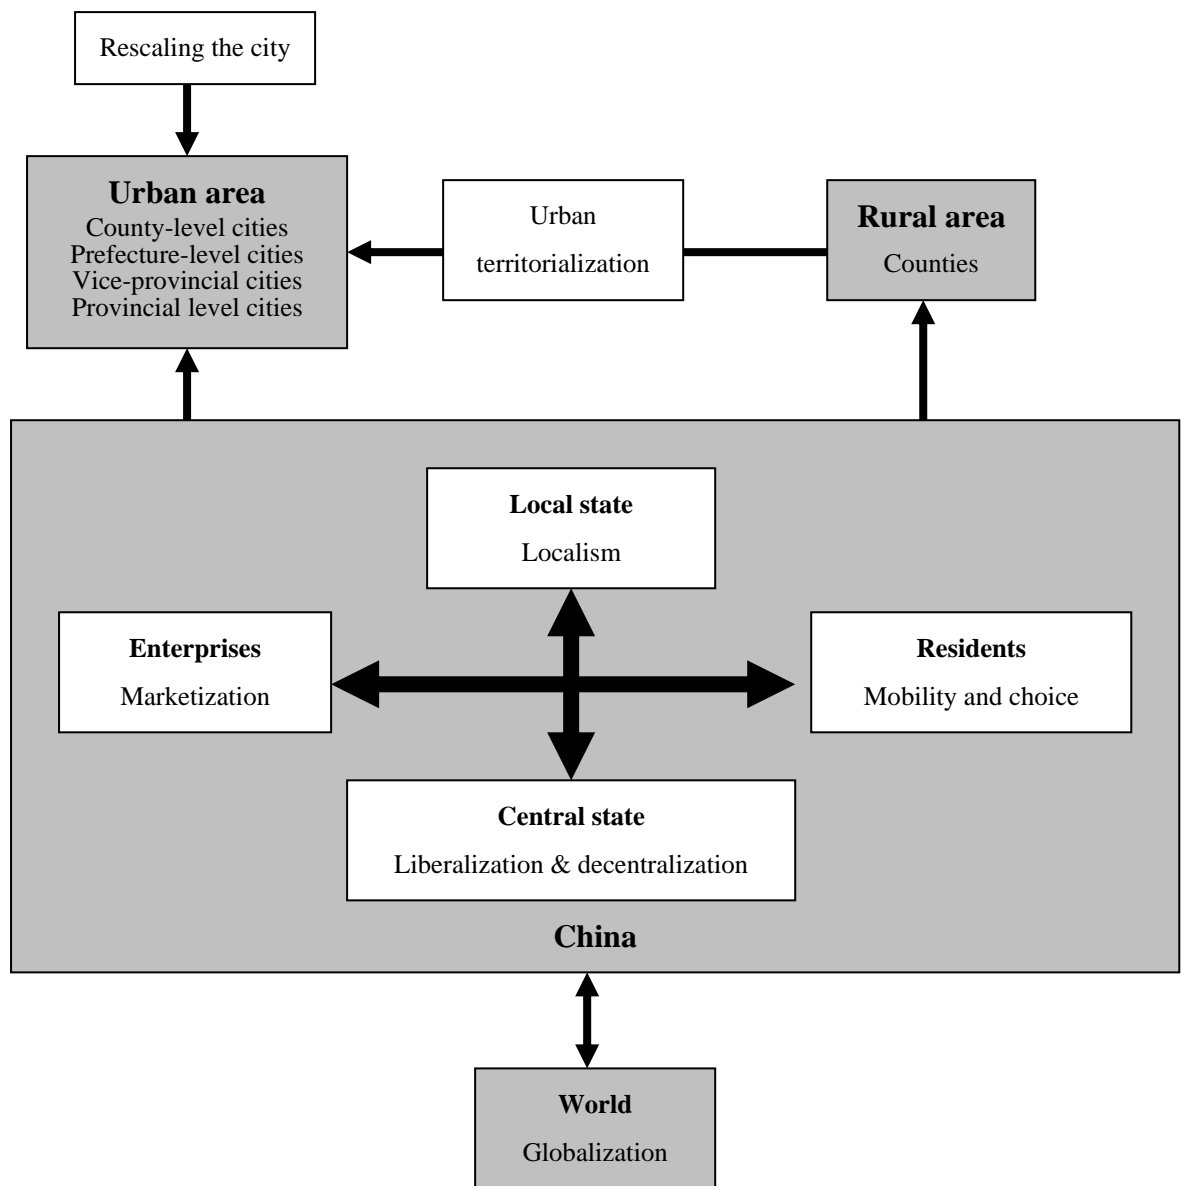 Rescaling the city
Urban area
County-level cities
Prefecture-level cities
Vice-provincial cities
Provincial level cities
Urban
territorialization
Rural area
Counties
Local state
Localism
Enterprises
Marketization
Residents
Mobility and choice
Central state
Liberalization & decentralization
China
World
Globalization